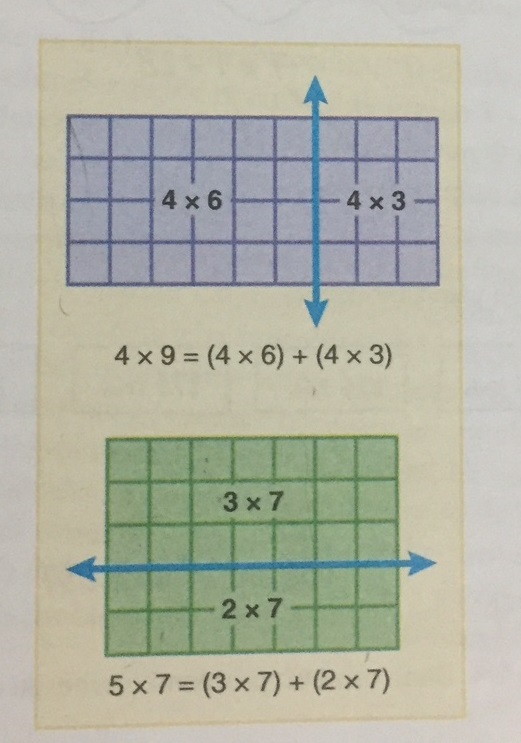 4 × 6 4 × 3
4 × 9 = (4 × 6) + (4 × 3)
3 × 7
2 × 7
5 × 7 = (3 × 7) + (2 × 7)